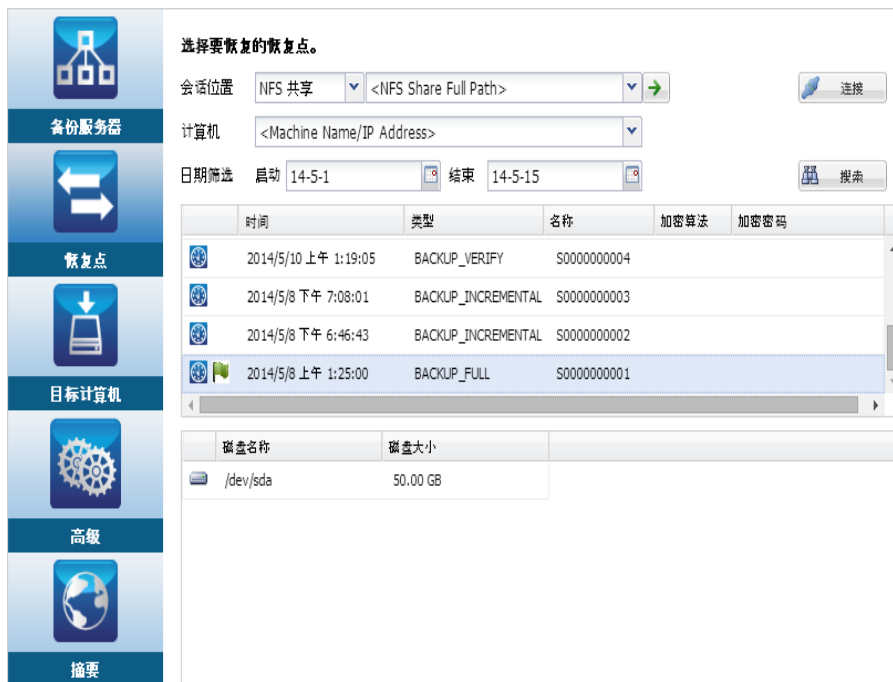 备份服务器
恢复点
目标计算机
高级
摘要
选择要恢复的恢复点。
会话位置 NFS 共享 <NFS Share Full Path> 连接
计算机 <Machine Name/IP Address>
日期筛选 启动 14-5-1 结束 14-5-15 搜索
时间 类型 名称 加密算法 加密密码
2014/5/10 上午 1:19:05 BACKUP_VERIFY S0000000004
2014/5/8 下午 7:08:01 BACKUP_INCREMENTAL S0000000003
2014/5/8 下午 6:46:43 BACKUP_INCREMENTAL S0000000002
2014/5/8 上午 1:25:00 BACKUP_FULL S0000000001
磁盘名称 磁盘大小
/dev/sda 50.00 GB